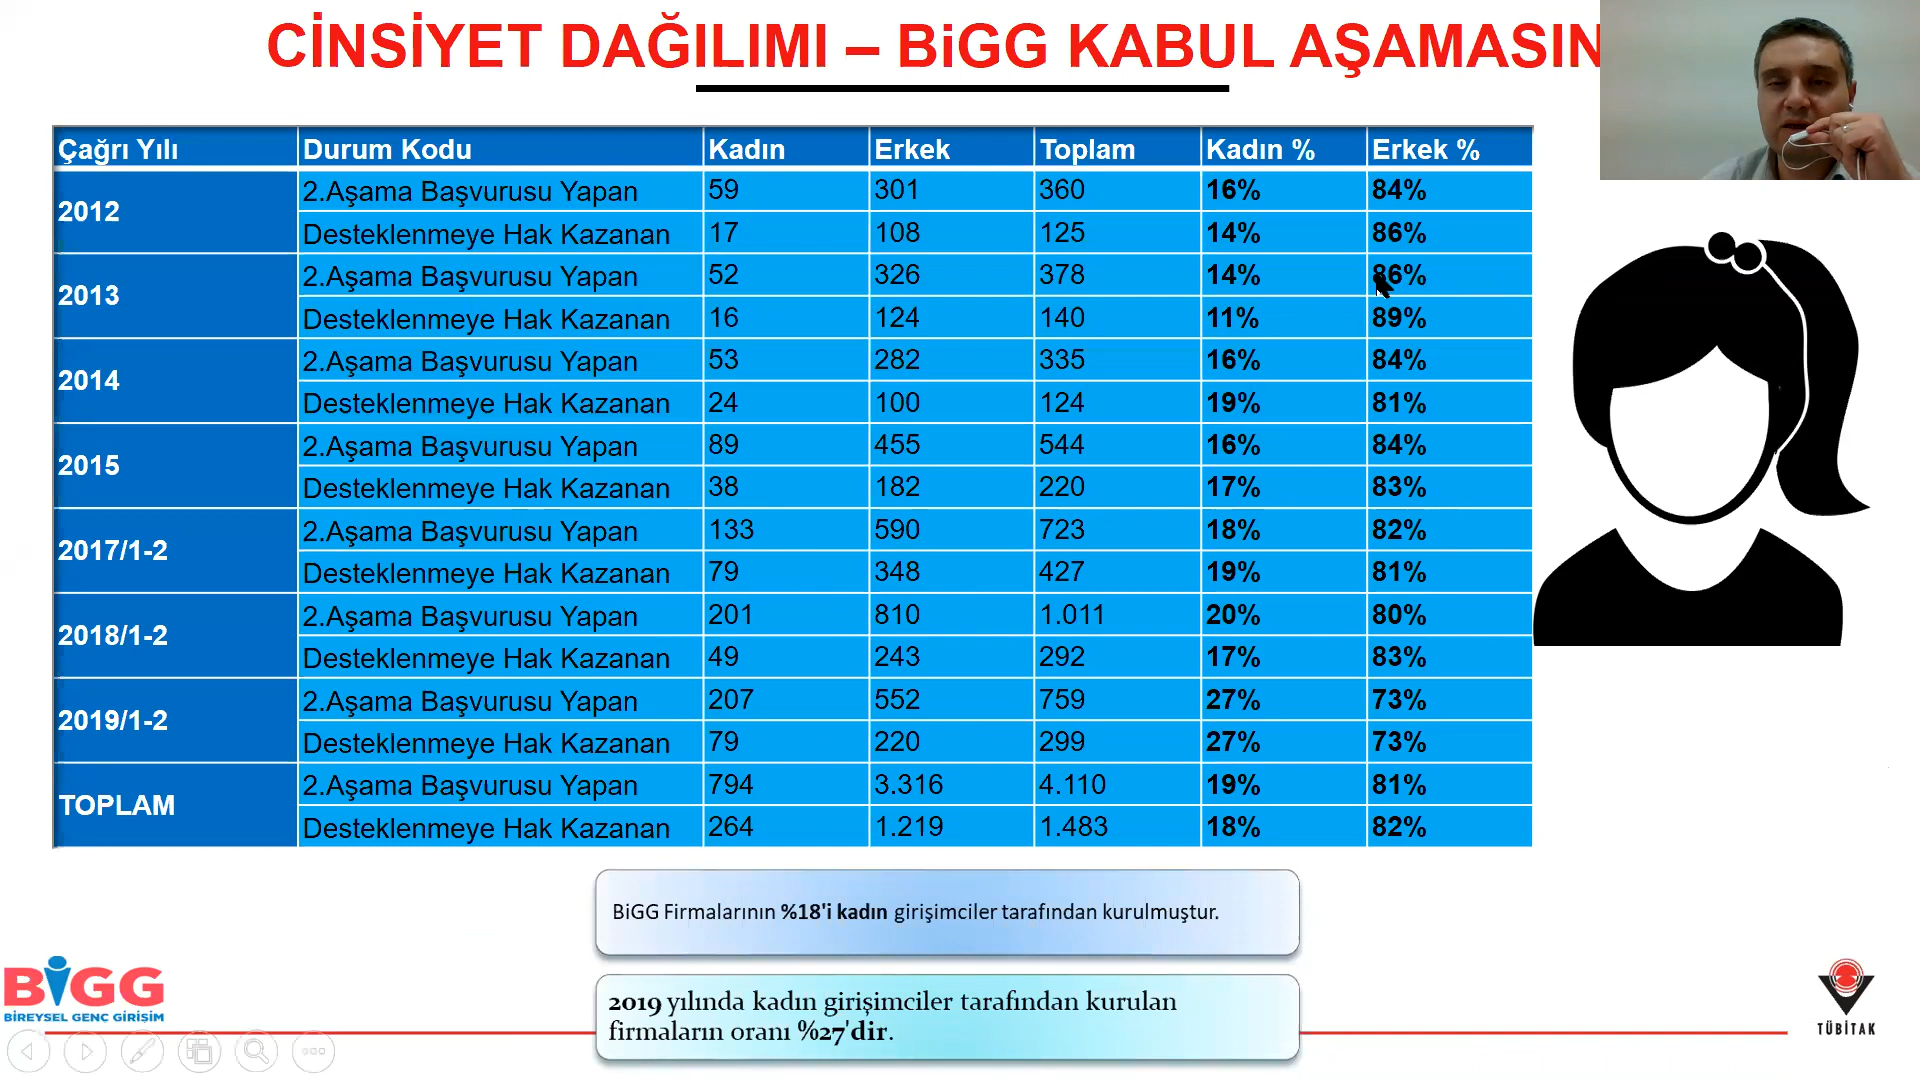 CİNSİYET DAĞILIMI – BiGG KABUL AŞAMASIN
Çağrı Yılı Durum Kodu Kadın Erkek Toplam Kadın % Erkek %
2012 2.Aşama Başvurusu Yapan 59 301 360 16% 84%
Desteklenmeye Hak Kazanan 17 108 125 14% 86%
2013 2.Aşama Başvurusu Yapan 52 326 378 14% 86%
Desteklenmeye Hak Kazanan 16 124 140 11% 89%
2014 2.Aşama Başvurusu Yapan 53 282 335 16% 84%
Desteklenmeye Hak Kazanan 24 100 124 19% 81%
2015 2.Aşama Başvurusu Yapan 89 455 544 16% 84%
Desteklenmeye Hak Kazanan 38 182 220 17% 83%
2017/1-2 2.Aşama Başvurusu Yapan 133 590 723 18% 82%
Desteklenmeye Hak Kazanan 79 348 427 19% 81%
2018/1-2 2.Aşama Başvurusu Yapan 201 810 1.011 20% 80%
Desteklenmeye Hak Kazanan 49 243 292 17% 83%
2019/1-2 2.Aşama Başvurusu Yapan 207 552 759 27% 73%
Desteklenmeye Hak Kazanan 79 220 299 27% 73%
TOPLAM 2.Aşama Başvurusu Yapan 794 3.316 4.110 19% 81%
Desteklenmeye Hak Kazanan 264 1.219 1.483 18% 82%
BiGG Firmalarının %18'i kadın girişimciler tarafından kurulmuştur.
2019 yılında kadın girişimciler tarafından kurulan
firmaların oranı %27'dir.
BiGG
BİREYSEL GENÇ GİRİŞİM
TÜBİTAK